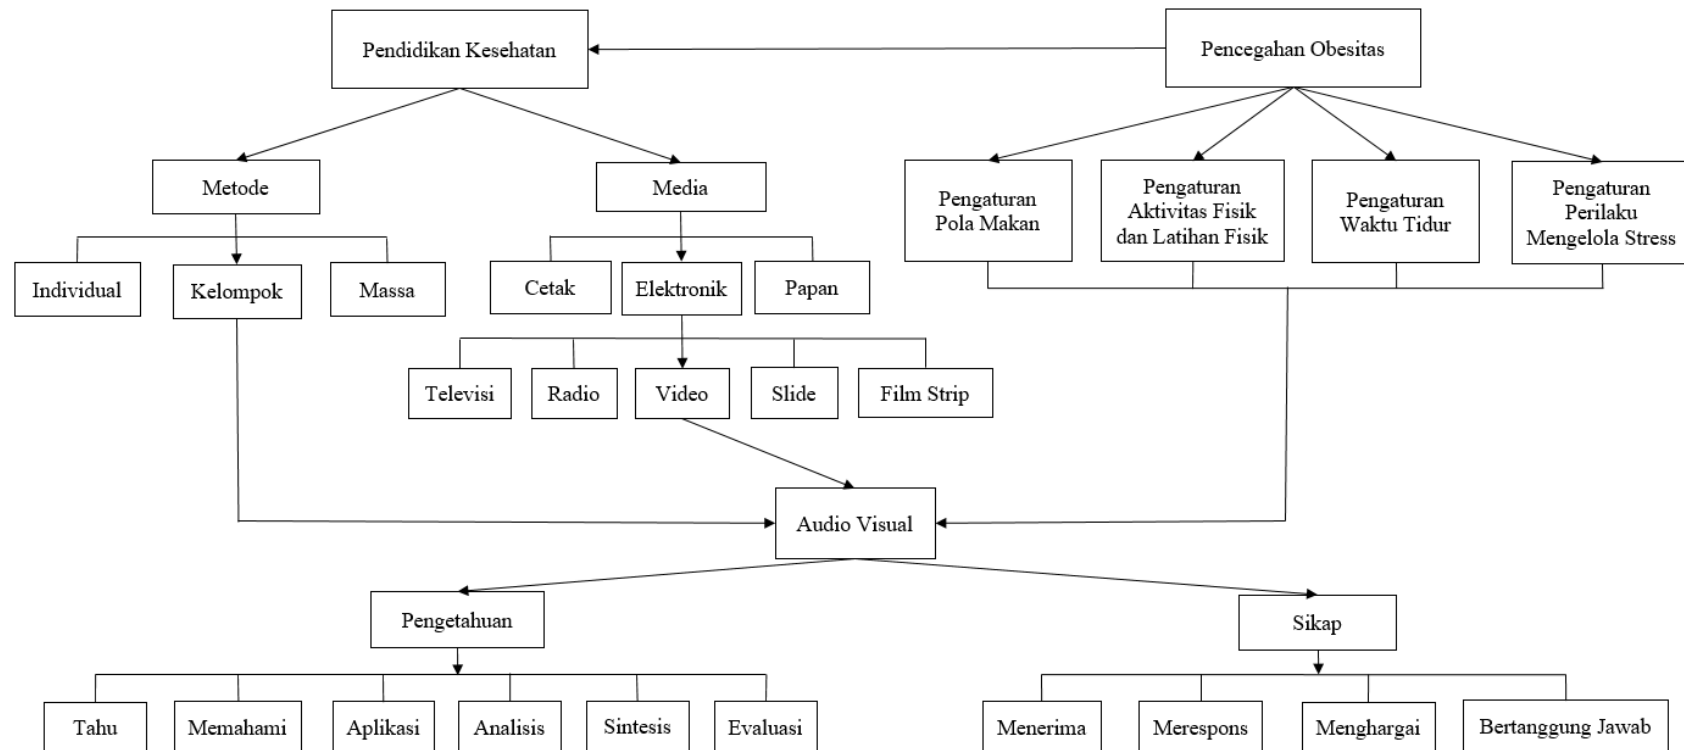 Pendidikan Kesehatan
Pencegahan Obesitas
Metode
Media
Pengaturan
Pola Makan
Pengaturan
Aktivitas Fisik
dan Latihan Fisik
Pengaturan
Waktu Tidur
Pengaturan
Perilaku
Mengelola Stress
Individual
Kelompok
Massa
Cetak
Elektronik
Papan
Televisi
Radio
Video
Slide
Film Strip
Audio Visual
Pengetahuan
Sikap
Tahu
Memahami
Aplikasi
Analisis
Sintesis
Evaluasi
Menerima
Merespons
Menghargai
Bertanggung Jawab